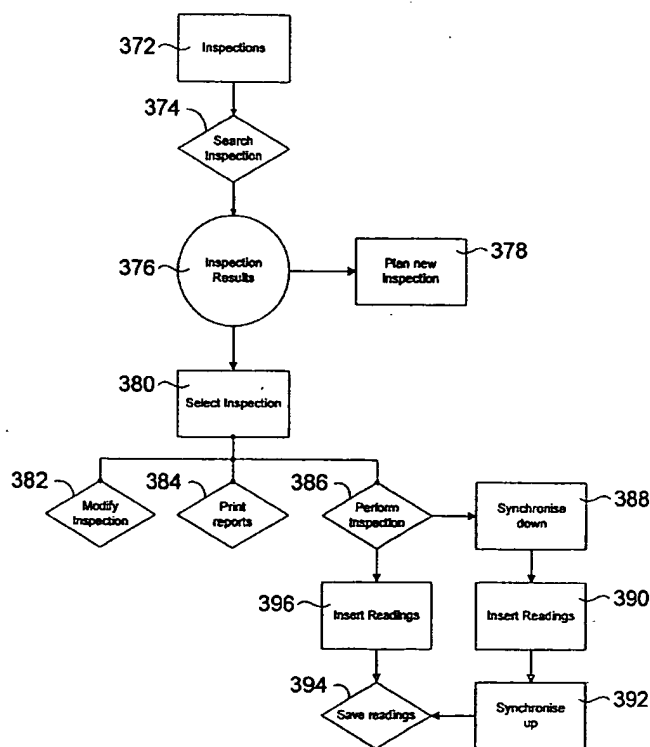 372
Inspections
374
Search
Inspection
376
Inspection
Results
378
Plan new
Inspection
380
Select Inspection
382
Modify
Inspection
384
Print
reports
386
Perform
Inspection
388
Synchronise
down
396
Insert Readings
390
Insert Readings
394
Save readings
392
Synchronise
up